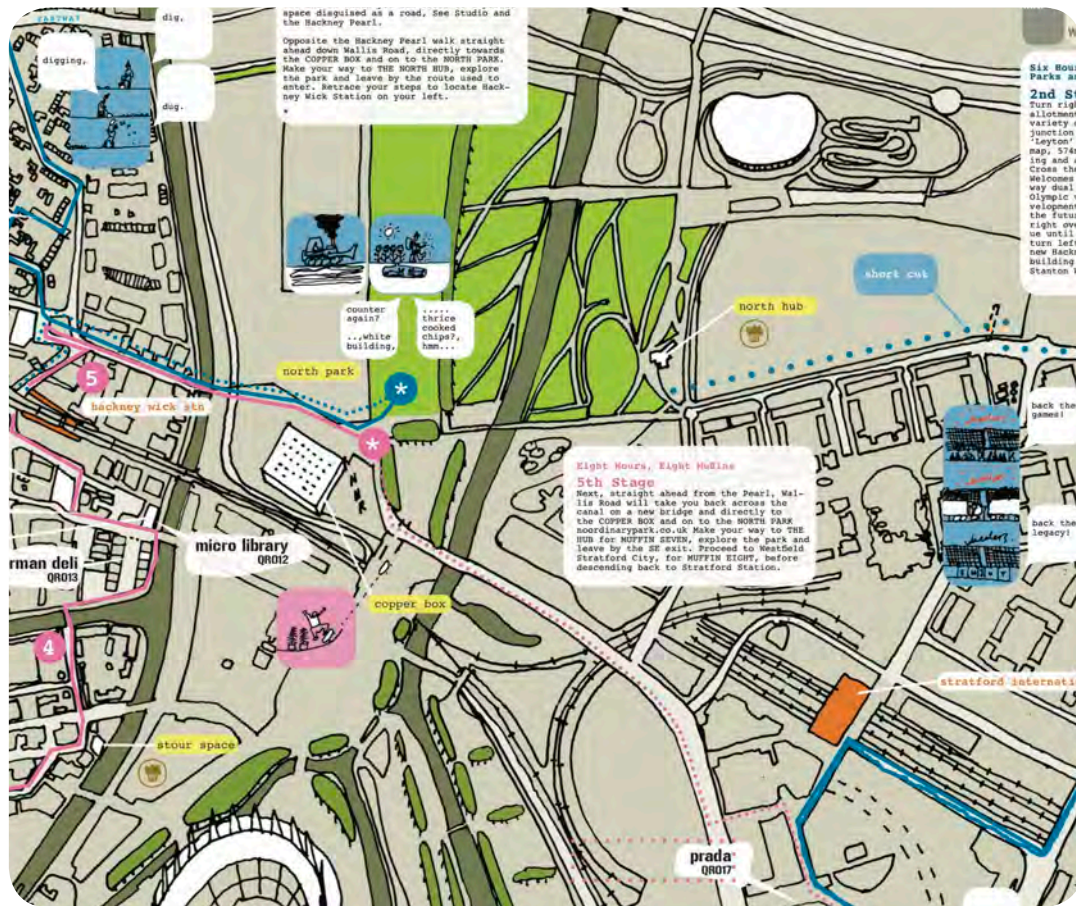 EASTWAY
dig,
digging,
dug.
space disguised as a road, See Studio and
the Hackney Pearl.
Opposite the Hackney Pearl walk straight
ahead down Wallis Road, directly towards
the COPPER BOX and on to the NORTH PARK.
Make your way to THE NORTH HUB, explore
the park and leave by the route used to
enter. Retrace your steps to locate Hack-
ney Wick Station on your left.
*
W
Six Hour
Parks an
2nd St
Turn righ
allotment
variety o
junction
'Leyton'
map, 574m
ing and a
Cross the
Welcomes
way dual
Olympic v
velopment
the futur
right ove
ue until
turn left
new Hackn
building
Stanton
short cut
north hub
counter
again?
..,white
building,
.....
thrice
cooked
chips?,
hmm...
north park
*
*
5
hackney wick stn
back the
games!
back the
legacy!
Eight Hours, Eight Muffins
5th Stage
Next, straight ahead from the Pearl, Wal-
lis Road will take you back across the
canal on a new bridge and directly to
the COPPER BOX and on to the NORTH PARK
noordinarypark.co.uk Make your way to THE
HUB for MUFFIN SEVEN, explore the park and
leave by the SE exit. Proceed to Westfield
Stratford City, for MUFFIN EIGHT, before
descending back to Stratford Station.
micro library
QR012
rman deli
QR013
copper box
4
stratford internati
stour space
prada
QR017